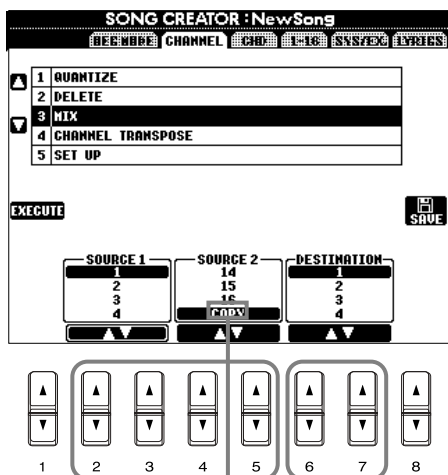 SONG CREATOR : NewSong
REC MODE CHANNEL CHD 1-16 SYS/EX. LYRICS
1 QUANTIZE
2 DELETE
3 MIX
4 CHANNEL TRANSPOSE
5 SET UP
EXECUTE
SAVE
SOURCE 1 SOURCE 2 DESTINATION
1 14 1
2 15 2
3 16 3
4 COPY 4
1 2 3 4 5 6 7 8